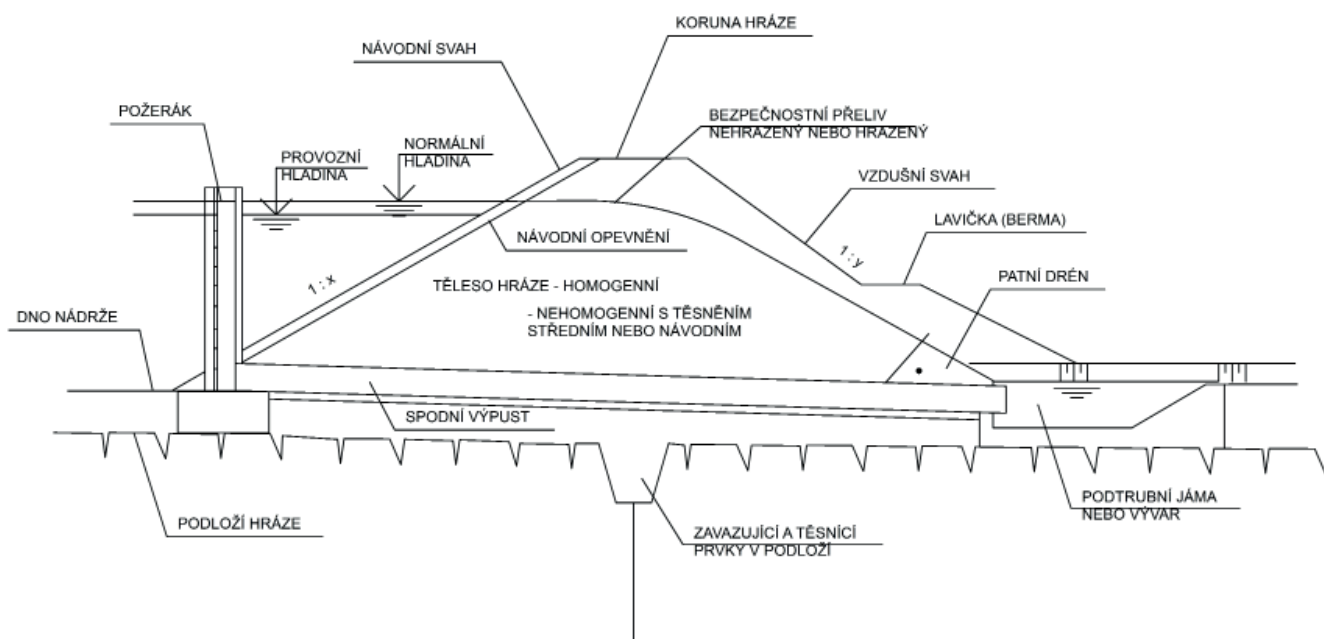 KORUNA HRÁZE
NÁVODNÍ SVAH
POŽERÁK
BEZPEČNOSTNÍ PŘELIV
NEHRAZENÝ NEBO HRAZENÝ
NORMÁLNÍ
HLADINA
PROVOZNÍ
HLADINA
VZDUŠNÍ SVAH
LAVIČKA (BERMA)
NÁVODNÍ OPEVNĚNÍ
1 : y
PATNÍ DRÉN
1 : x
TĚLESO HRÁZE - HOMOGENNÍ
- NEHOMOGENNÍ S TĚSNĚNÍM
STŘEDNÍM NEBO NÁVODNÍM
DNO NÁDRŽE
SPODNÍ VÝPUST
PODTRUBNÍ JÁMA
NEBO VÝVAR
PODLOŽÍ HRÁZE
ZAVAZUJÍCÍ A TĚSNÍCÍ
PRVKY V PODLOŽÍ